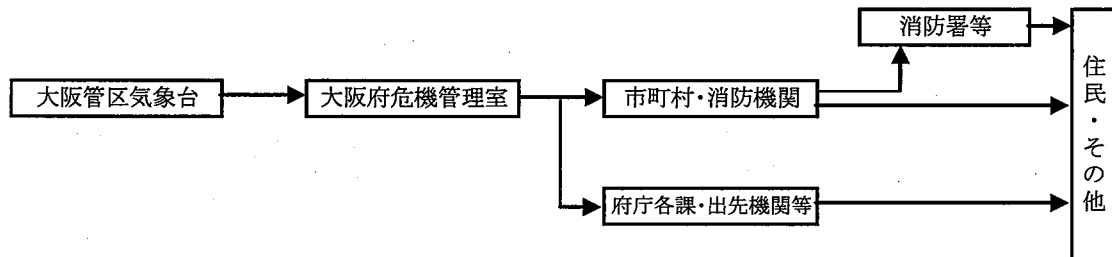 消防署等
大阪管区気象台
大阪府危機管理室
市町村・消防機関
府庁各課・出先機関等
住民・その他